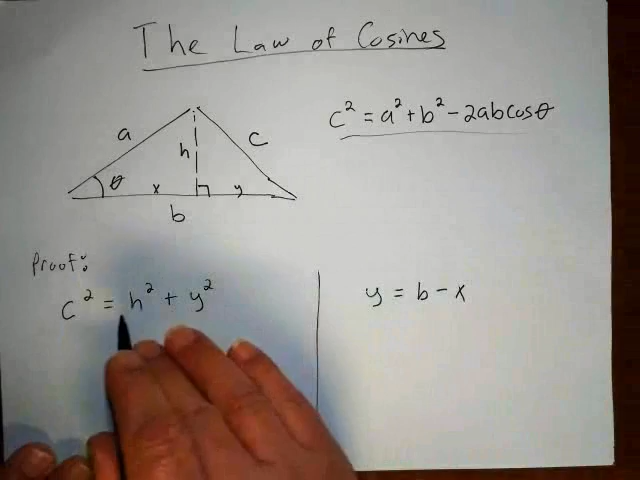 The Law of Cosines
c² = a² + b² - 2abcosθ
a
h
c
θ
x
y
b
Proof:
c² = h² + y²
y = b - x